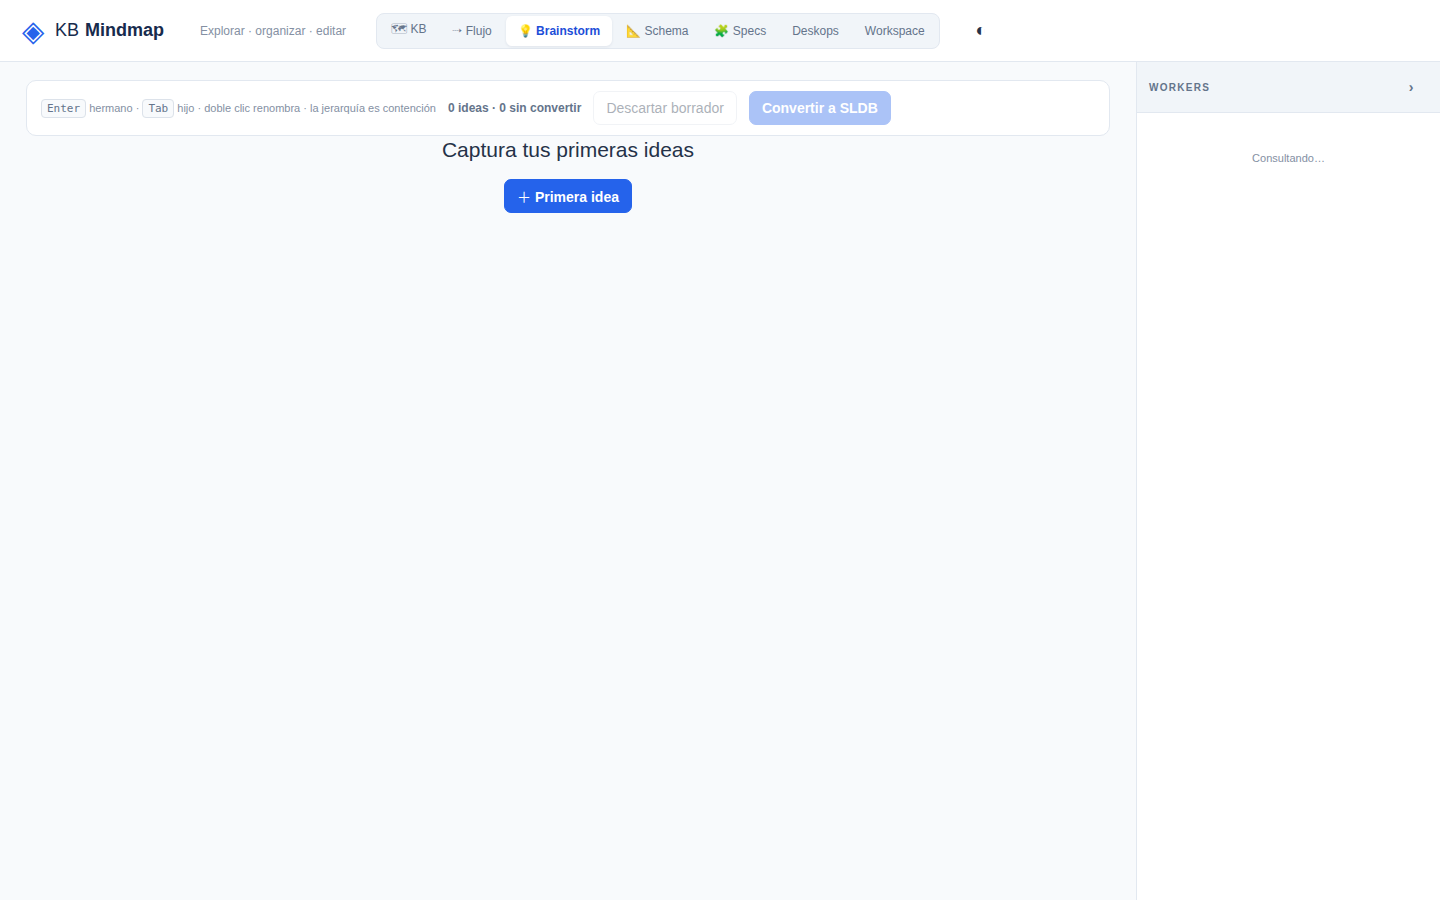 KB Mindmap
Explorar · organizar · editar
🗺 KB
→ Flujo
💡 Brainstorm
📐 Schema
🧩 Specs
Deskops
Workspace
Enter hermano · Tab hijo · doble clic renombra · la jerarquía es contención
0 ideas · 0 sin convertir
Descartar borrador
Convertir a SLDB
Captura tus primeras ideas
＋ Primera idea
WORKERS
Consultando…